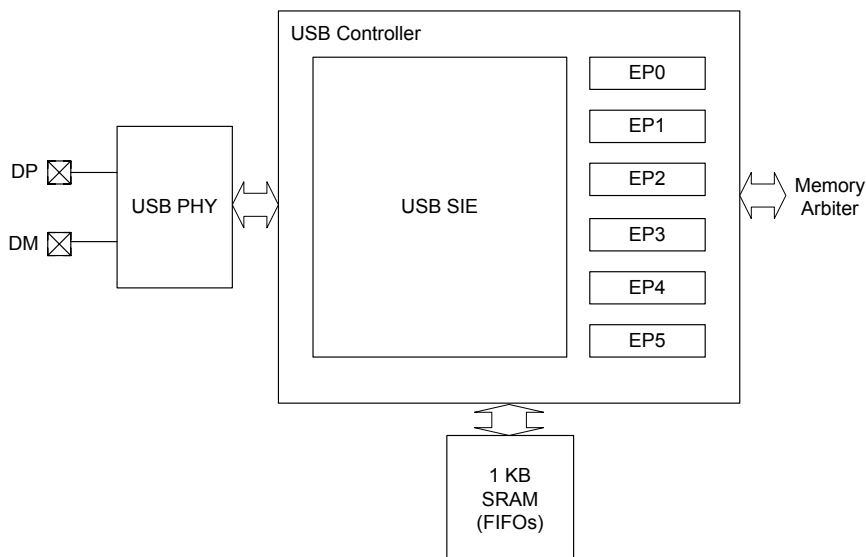 USB Controller
DP
DM
USB PHY
USB SIE
EP0
EP1
EP2
EP3
EP4
EP5
Memory
Arbiter
1 KB
SRAM
(FIFOs)